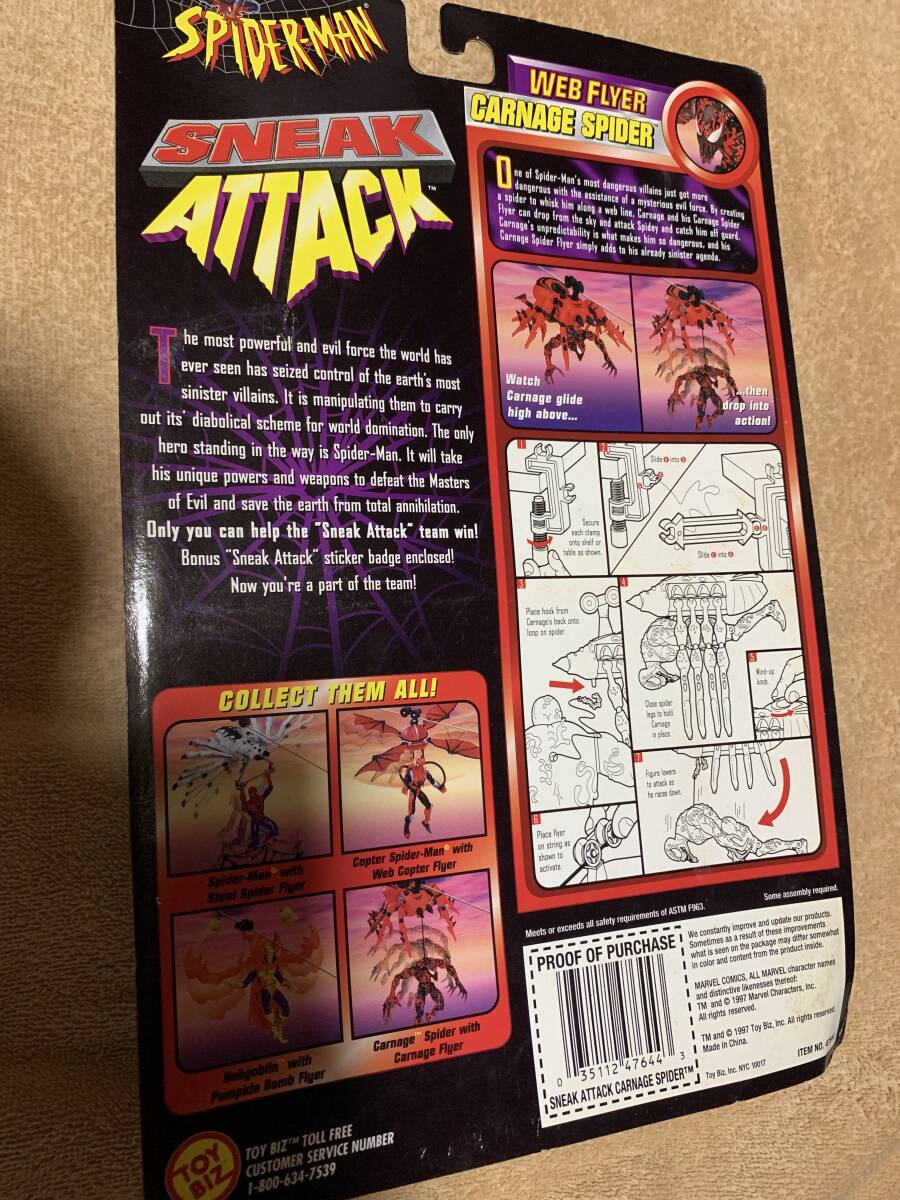 SPIDER-MAN®
SNEAK
ATTACK™
The most powerful and evil force the world has
ever seen has seized control of the earth's most
sinister villains. It is manipulating them to carry
out its' diabolical scheme for world domination. The only
hero standing in the way is Spider-Man. It will take
his unique powers and weapons to defeat the Masters
of Evil and save the earth from total annihilation.
Only you can help the "Sneak Attack" team win!
Bonus "Sneak Attack" sticker badge enclosed!
Now you're a part of the team!
COLLECT THEM ALL!
Spider-Man® with
Steel Spider Flyer
Copter Spider-Man® with
Web Copter Flyer
Hobgoblin™ with
Pumpkin Bomb Flyer
Carnage™ Spider with
Carnage Flyer
TOY
BIZ
TOY BIZ™ TOLL FREE
CUSTOMER SERVICE NUMBER
1-800-634-7539
WEB FLYER
CARNAGE SPIDER
One of Spider-Man's most dangerous villains just got more
dangerous with the assistance of a mysterious evil force. By creating
a spider to whisk him along a web line, Carnage and his Carnage Spider
Flyer can drop from the sky and attack Spidey and catch him off guard.
Carnage's unpredictability is what makes him so dangerous, and his
Carnage Spider Flyer simply adds to his already sinister agenda.
Watch
Carnage glide
high above...
...then
drop into
action!
1
Secure
each clamp
onto shelf or
table as shown.
2
Slide into
Slide into
3
Place hook from
Carnage's back onto
loop on spider.
4
Close spider
legs to hold
Carnage
in place.
5
Wind-up
knob.
6
Place flyer
on string as
shown to
activate.
7
Figure lowers
to attack as
he races down.
Meets or exceeds all safety requirements of ASTM F963.
Some assembly required.
PROOF OF PURCHASE
0 35112 47644 3
SNEAK ATTACK CARNAGE SPIDER™
We constantly improve and update our products.
Sometimes as a result of these improvements
what is seen on the package may differ somewhat
in color and content from the product inside.
MARVEL COMICS, ALL MARVEL character names
and distinctive likenesses thereof:
TM and © 1997 Marvel Characters, Inc.
All rights reserved.
TM and © 1997 Toy Biz, Inc. All rights reserved
Made in China.
Toy Biz, Inc. NYC 10017
ITEM NO.